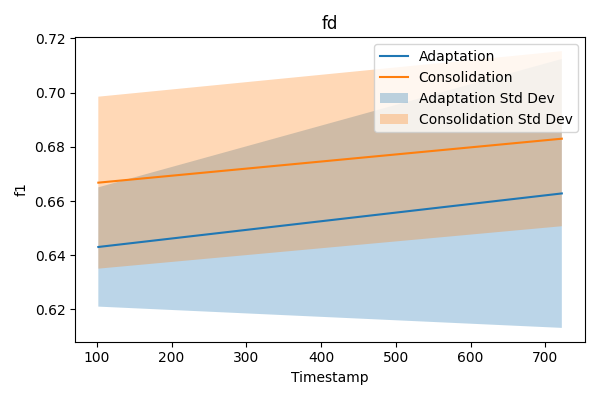 fd
0.72
0.70
0.68
0.66
0.64
0.62
f1
Adaptation
Consolidation
Adaptation Std Dev
Consolidation Std Dev
100 200 300 400 500 600 700
Timestamp